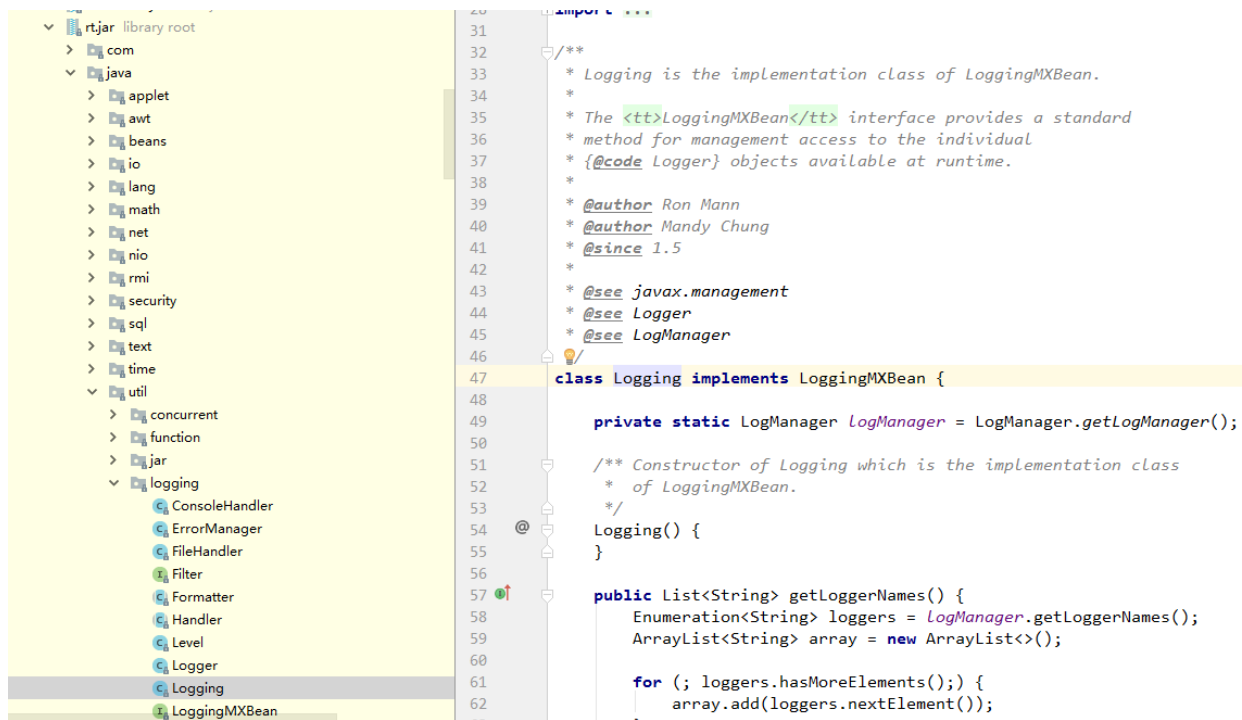 rt.jar library root
com
java
applet
awt
beans
io
lang
math
net
nio
rmi
security
sql
text
time
util
concurrent
function
jar
logging
ConsoleHandler
ErrorManager
FileHandler
Filter
Formatter
Handler
Level
Logger
Logging
LoggingMXBean
import ...
31
32 /**
33 * Logging is the implementation class of LoggingMXBean.
34 *
35 * The <tt>LoggingMXBean</tt> interface provides a standard
36 * method for management access to the individual
37 * {@code Logger} objects available at runtime.
38 *
39 * @author Ron Mann
40 * @author Mandy Chung
41 * @since 1.5
42 *
43 * @see javax.management
44 * @see Logger
45 * @see LogManager
46 */
47 class Logging implements LoggingMXBean {
48
49 private static LogManager logManager = LogManager.getLogManager();
50
51 /** Constructor of Logging which is the implementation class
52 * of LoggingMXBean.
53 */
54 @ Logging() {
55 }
56
57 public List<String> getLoggerNames() {
58 Enumeration<String> loggers = logManager.getLoggerNames();
59 ArrayList<String> array = new ArrayList<>();
60
61 for (; loggers.hasMoreElements();) {
62 array.add(loggers.nextElement());